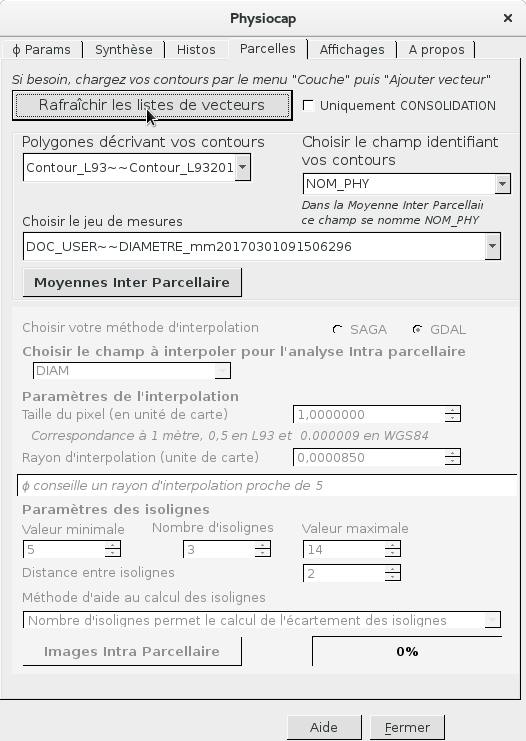 Physiocap
ϕ Params Synthèse Histos Parcelles Affichages A propos
Si besoin, chargez vos contours par le menu "Couche" puis "Ajouter vecteur"
Rafraîchir les listes de vecteurs Uniquement CONSOLIDATION
Polygones décrivant vos contours
Choisir le champ identifiant
vos contours
Contour_L93~~Contour_L93201
NOM_PHY
Dans la Moyenne Inter Parcellair
ce champ se nomme NOM_PHY
Choisir le jeu de mesures
DOC_USER~~DIAMETRE_mm20170301091506296
Moyennes Inter Parcellaire
Choisir votre méthode d'interpolation SAGA GDAL
Choisir le champ à interpoler pour l'analyse Intra parcellaire
DIAM
Paramètres de l'interpolation
Taille du pixel (en unité de carte) 1,0000000
Correspondance à 1 mètre, 0,5 en L93 et 0.000009 en WGS84
Rayon d'interpolation (unite de carte) 0,0000850
ϕ conseille un rayon d'interpolation proche de 5
Paramètres des isolignes
Valeur minimale Nombre d'isolignes Valeur maximale
5 3 14
Distance entre isolignes 2
Méthode d'aide au calcul des isolignes
Nombre d'isolignes permet le calcul de l'écartement des isolignes
Images Intra Parcellaire 0%
Aide Fermer